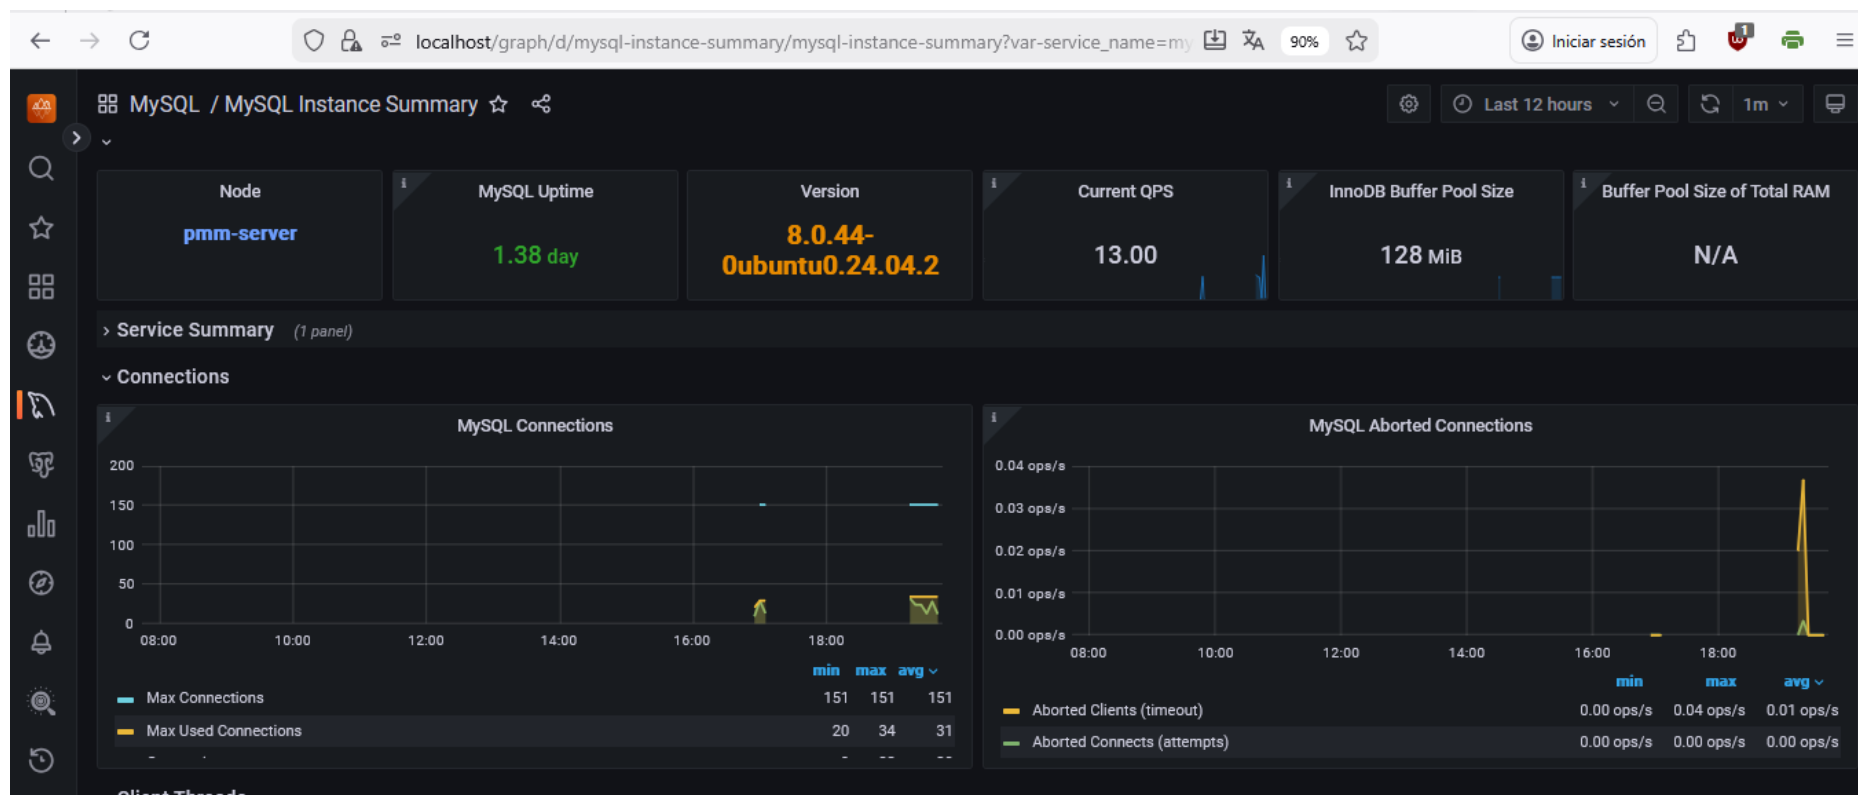 localhost/graph/d/mysql-instance-summary/mysql-instance-summary?var-service_name=my
90%
Iniciar sesión
1
MySQL / MySQL Instance Summary
Last 12 hours
1m
Node
pmm-server
MySQL Uptime
1.38 day
Version
8.0.44-
0ubuntu0.24.04.2
Current QPS
13.00
InnoDB Buffer Pool Size
128 MiB
Buffer Pool Size of Total RAM
N/A
Service Summary (1 panel)
Connections
MySQL Connections
200
150
100
50
0
08:00 10:00 12:00 14:00 16:00 18:00
min max avg
Max Connections 151 151 151
Max Used Connections 20 34 31
MySQL Aborted Connections
0.04 ops/s
0.03 ops/s
0.02 ops/s
0.01 ops/s
0.00 ops/s
08:00 10:00 12:00 14:00 16:00 18:00
min max avg
Aborted Clients (timeout) 0.00 ops/s 0.04 ops/s 0.01 ops/s
Aborted Connects (attempts) 0.00 ops/s 0.00 ops/s 0.00 ops/s
Client Threads